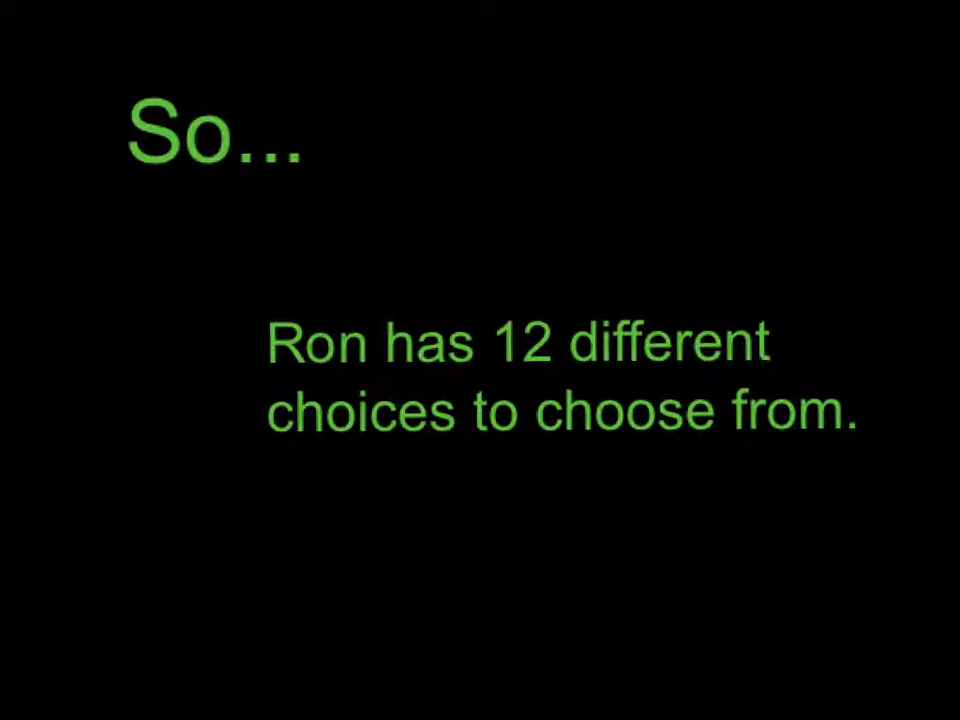 So...
Ron has 12 different
choices to choose from.